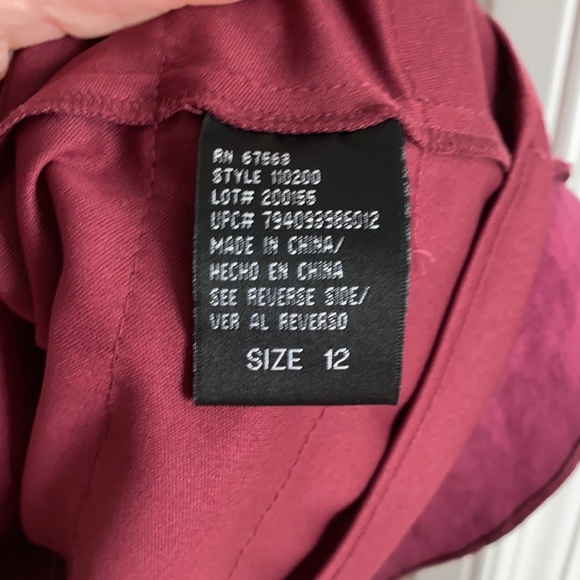 RN 67563
STYLE 110200
LOT# 200155
UPC# 794093985012
MADE IN CHINA/
HECHO EN CHINA
SEE REVERSE SIDE/
VER AL REVERSO
SIZE 12